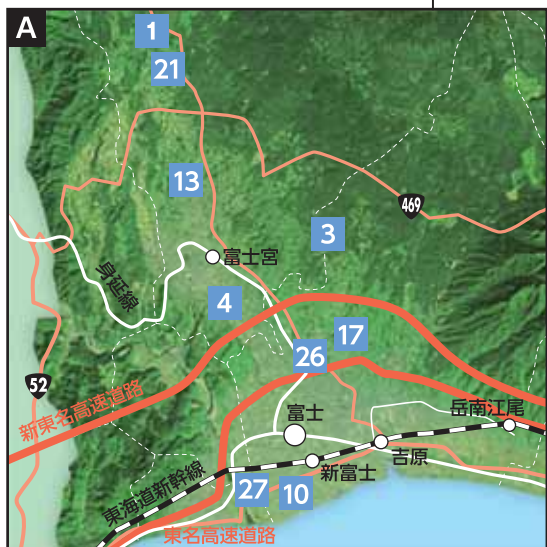 A
1
21
13
469
3
富士宮
身延線
4
17
26
52
新東名高速道路
富士
岳南江尾
吉原
新富士
東海道新幹線
27
10
東名高速道路